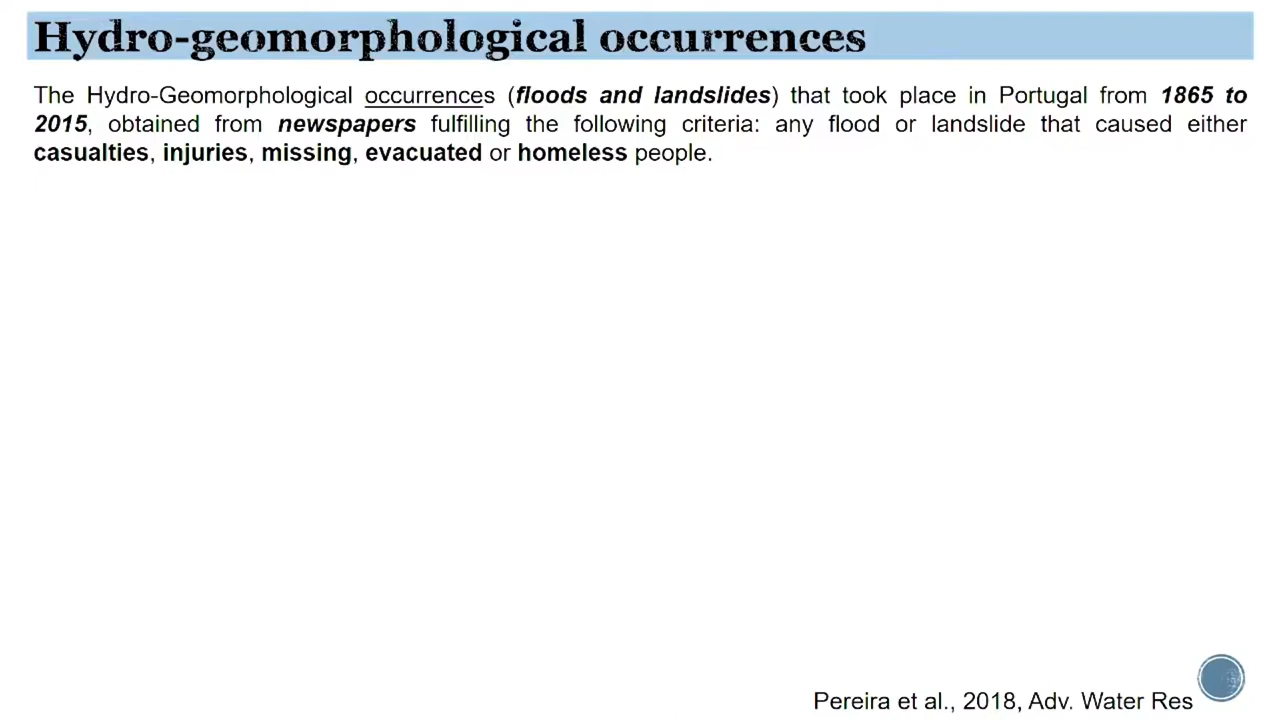 Hydro-geomorphological occurrences
The Hydro-Geomorphological occurrences (floods and landslides) that took place in Portugal from 1865 to
2015, obtained from newspapers fulfilling the following criteria: any flood or landslide that caused either
casualties, injuries, missing, evacuated or homeless people.
Pereira et al., 2018, Adv. Water Res